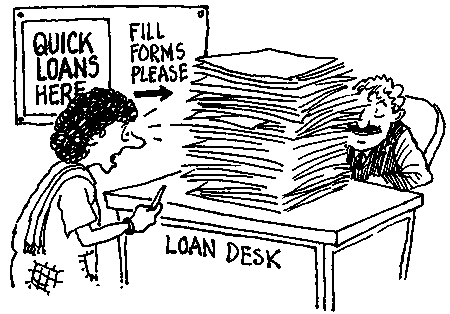 QUICK
LOANS
HERE
FILL
FORMS
PLEASE
LOAN DESK